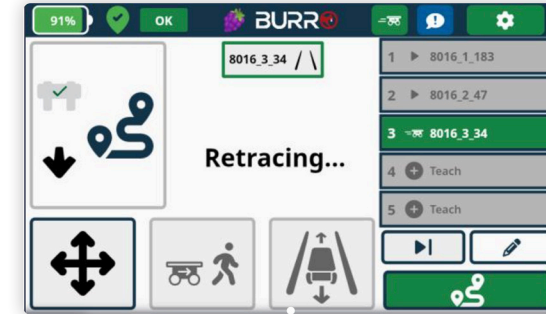 91%
OK
BURRO
8016_3_34
Retracing...
1 8016_1_183
2 8016_2_47
3 8016_3_34
4 Teach
5 Teach